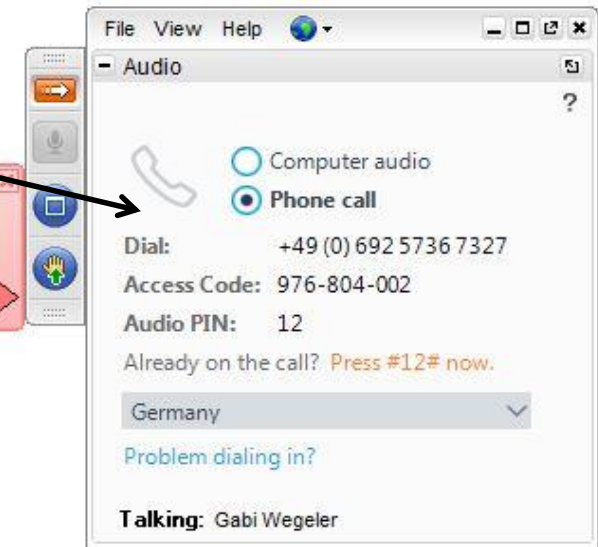 File View Help
Audio
?
Computer audio
Phone call
Dial: +49 (0) 692 5736 7327
Access Code: 976-804-002
Audio PIN: 12
Already on the call? Press #12# now.
Germany
Problem dialing in?
Talking: Gabi Wegeler